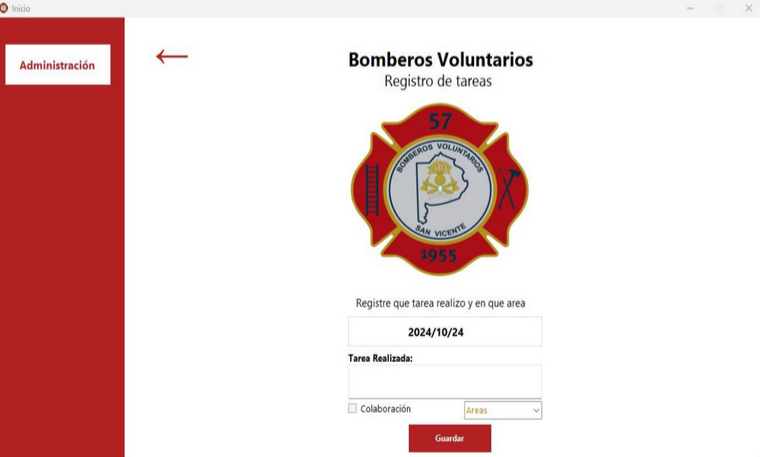 Inicio
Administración
Bomberos Voluntarios
Registro de tareas
57
BOMBEROS VOLUNTARIOS
SAN VICENTE
1955
Registre que tarea realizo y en que area
2024/10/24
Tarea Realizada:
Colaboración
Areas
Guardar